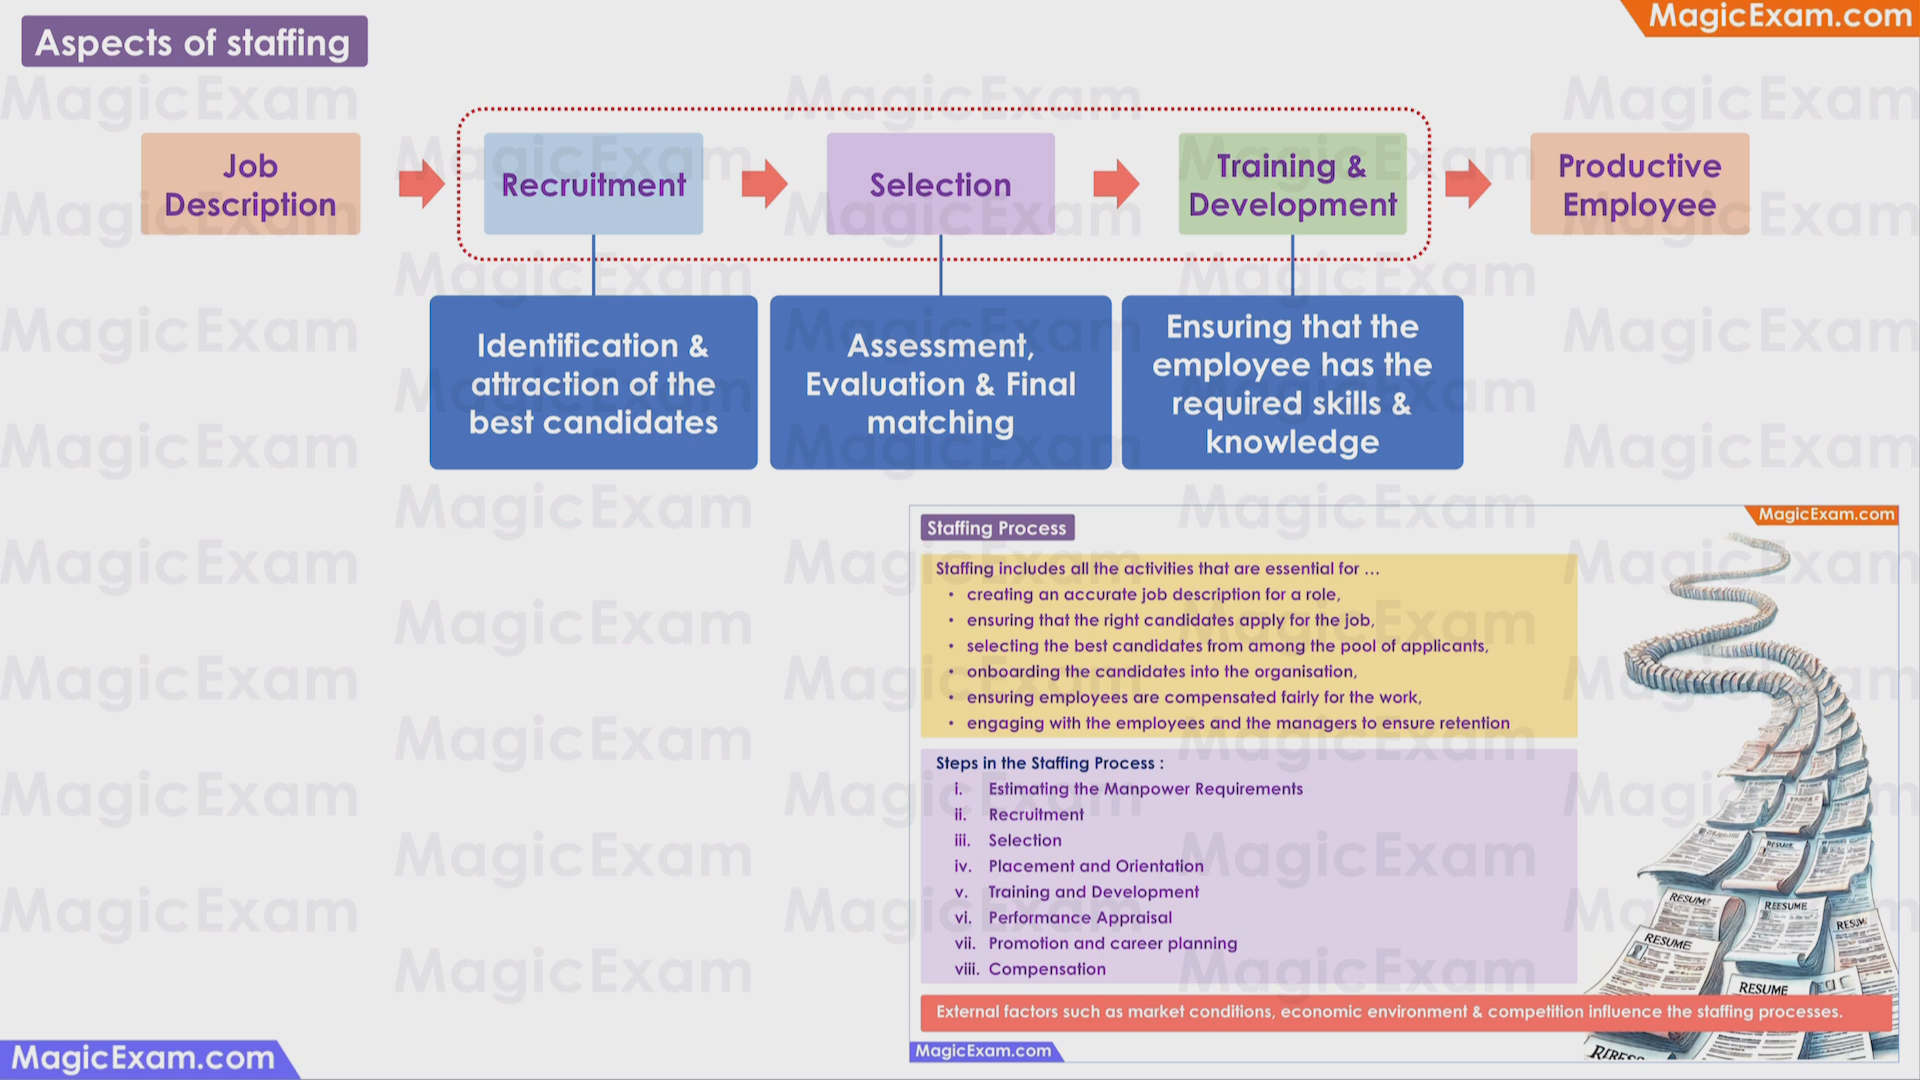 Aspects of staffing
MagicExam.com
Job
Description
Recruitment
Selection
Training &
Development
Productive
Employee
Identification &
attraction of the
best candidates
Assessment,
Evaluation & Final
matching
Ensuring that the
employee has the
required skills &
knowledge
Staffing Process
MagicExam.com
Staffing includes all the activities that are essential for ...
• creating an accurate job description for a role,
• ensuring that the right candidates apply for the job,
• selecting the best candidates from among the pool of applicants,
• onboarding the candidates into the organisation,
• ensuring employees are compensated fairly for the work,
• engaging with the employees and the managers to ensure retention
Steps in the Staffing Process :
i. Estimating the Manpower Requirements
ii. Recruitment
iii. Selection
iv. Placement and Orientation
v. Training and Development
vi. Performance Appraisal
vii. Promotion and career planning
viii. Compensation
RESUME
REESUME
RESUME
RESUME
External factors such as market conditions, economic environment & competition influence the staffing processes.
MagicExam.com
MagicExam.com